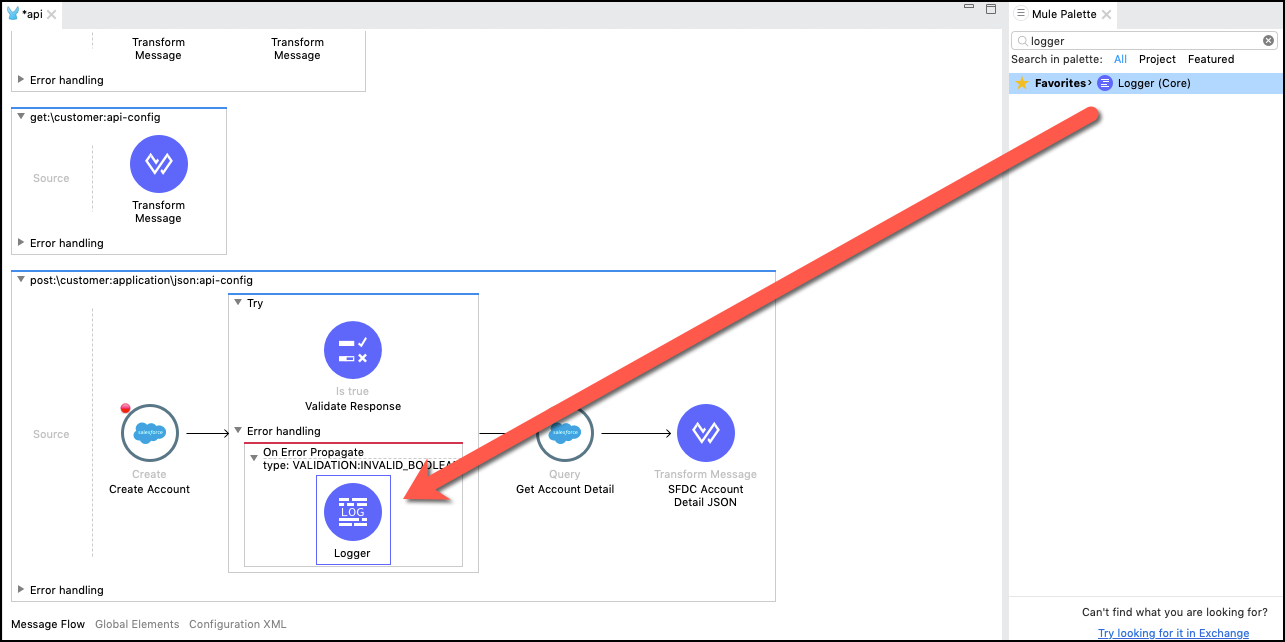 *api
Mule Palette
logger
Search in palette: All Project Featured
Favorites› Logger (Core)
Transform
Message
Transform
Message
Error handling
get:\customer:api-config
Source
Transform
Message
Error handling
post:\customer:application\json:api-config
Try
Is true
Validate Response
Source
salesforce
Create
Create Account
Error handling
On Error Propagate
type: VALIDATION:INVALID_BOOLEA
LOG
Logger
salesforce
Query
Get Account Detail
Transform Message
SFDC Account
Detail JSON
Error handling
Message Flow Global Elements Configuration XML
Can't find what you are looking for?
Try looking for it in Exchange